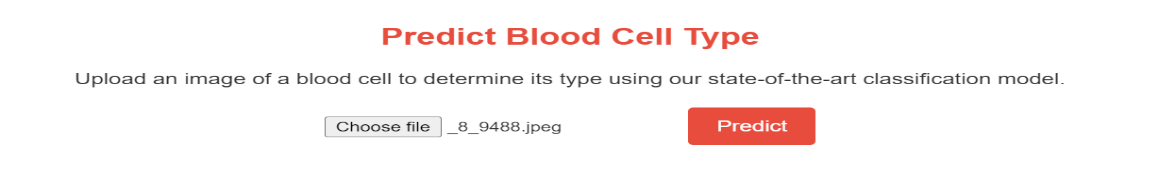 Predict Blood Cell Type
Upload an image of a blood cell to determine its type using our state-of-the-art classification model.
Choose file _8_9488.jpeg Predict